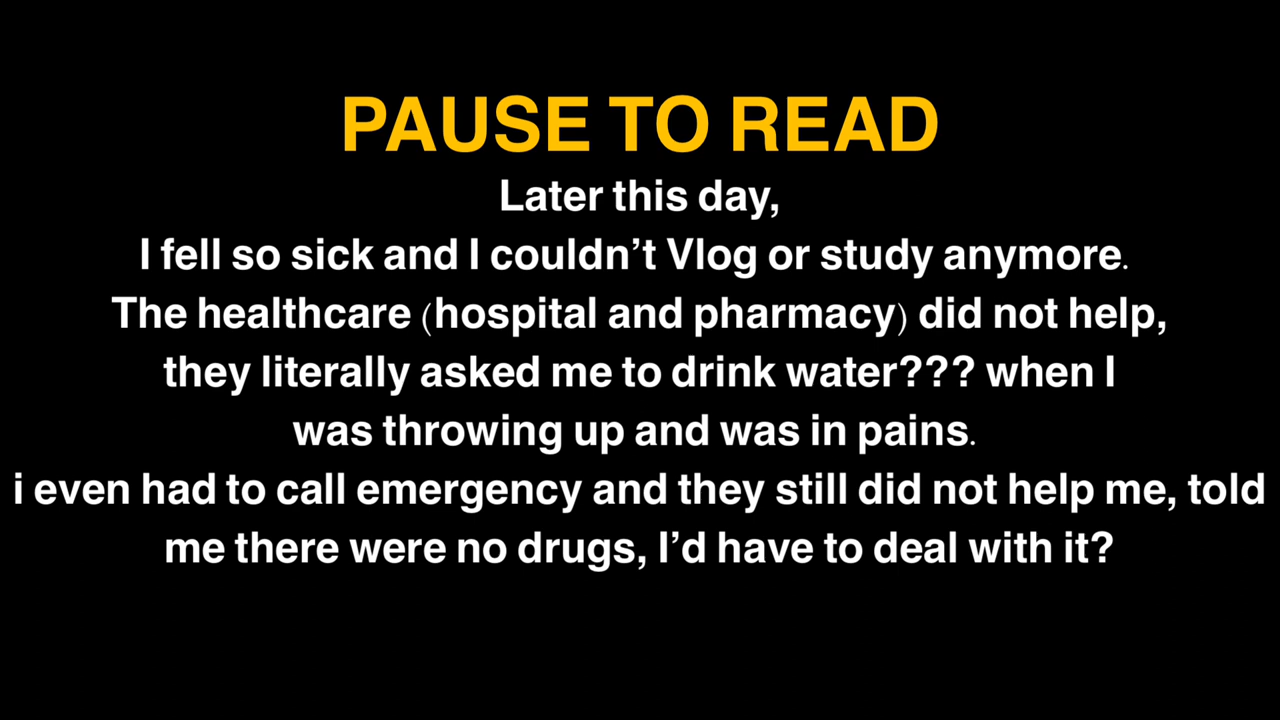 PAUSE TO READ
Later this day,
I fell so sick and I couldn’t Vlog or study anymore.
The healthcare (hospital and pharmacy) did not help,
they literally asked me to drink water??? when I
was throwing up and was in pains.
i even had to call emergency and they still did not help me, told
me there were no drugs, I’d have to deal with it?